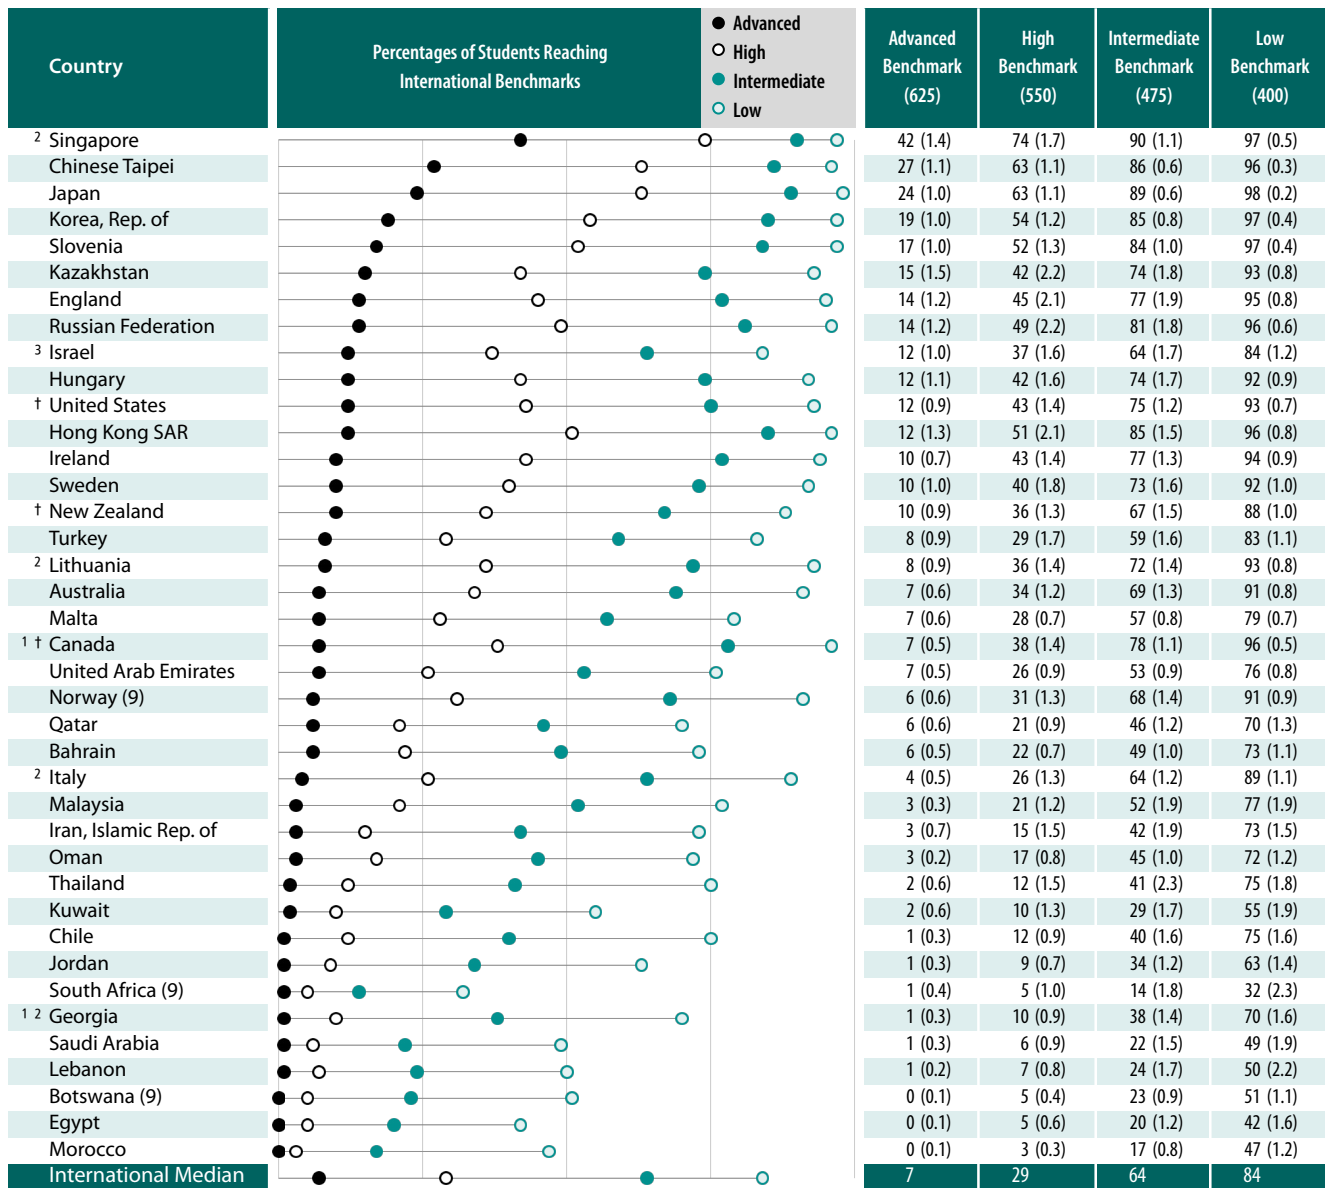 Country
Percentages of Students Reaching
International Benchmarks
Advanced
High
Intermediate
Low
Advanced Benchmark (625)
High Benchmark (550)
Intermediate Benchmark (475)
Low Benchmark (400)
2 Singapore 42 (1.4) 74 (1.7) 90 (1.1) 97 (0.5)
Chinese Taipei 27 (1.1) 63 (1.1) 86 (0.6) 96 (0.3)
Japan 24 (1.0) 63 (1.1) 89 (0.6) 98 (0.2)
Korea, Rep. of 19 (1.0) 54 (1.2) 85 (0.8) 97 (0.4)
Slovenia 17 (1.0) 52 (1.3) 84 (1.0) 97 (0.4)
Kazakhstan 15 (1.5) 42 (2.2) 74 (1.8) 93 (0.8)
England 14 (1.2) 45 (2.1) 77 (1.9) 95 (0.8)
Russian Federation 14 (1.2) 49 (2.2) 81 (1.8) 96 (0.6)
3 Israel 12 (1.0) 37 (1.6) 64 (1.7) 84 (1.2)
Hungary 12 (1.1) 42 (1.6) 74 (1.7) 92 (0.9)
† United States 12 (0.9) 43 (1.4) 75 (1.2) 93 (0.7)
Hong Kong SAR 12 (1.3) 51 (2.1) 85 (1.5) 96 (0.8)
Ireland 10 (0.7) 43 (1.4) 77 (1.3) 94 (0.9)
Sweden 10 (1.0) 40 (1.8) 73 (1.6) 92 (1.0)
† New Zealand 10 (0.9) 36 (1.3) 67 (1.5) 88 (1.0)
Turkey 8 (0.9) 29 (1.7) 59 (1.6) 83 (1.1)
2 Lithuania 8 (0.9) 36 (1.4) 72 (1.4) 93 (0.8)
Australia 7 (0.6) 34 (1.2) 69 (1.3) 91 (0.8)
Malta 7 (0.6) 28 (0.7) 57 (0.8) 79 (0.7)
1 † Canada 7 (0.5) 38 (1.4) 78 (1.1) 96 (0.5)
United Arab Emirates 7 (0.5) 26 (0.9) 53 (0.9) 76 (0.8)
Norway (9) 6 (0.6) 31 (1.3) 68 (1.4) 91 (0.9)
Qatar 6 (0.6) 21 (0.9) 46 (1.2) 70 (1.3)
Bahrain 6 (0.5) 22 (0.7) 49 (1.0) 73 (1.1)
2 Italy 4 (0.5) 26 (1.3) 64 (1.2) 89 (1.1)
Malaysia 3 (0.3) 21 (1.2) 52 (1.9) 77 (1.9)
Iran, Islamic Rep. of 3 (0.7) 15 (1.5) 42 (1.9) 73 (1.5)
Oman 3 (0.2) 17 (0.8) 45 (1.0) 72 (1.2)
Thailand 2 (0.6) 12 (1.5) 41 (2.3) 75 (1.8)
Kuwait 2 (0.6) 10 (1.3) 29 (1.7) 55 (1.9)
Chile 1 (0.3) 12 (0.9) 40 (1.6) 75 (1.6)
Jordan 1 (0.3) 9 (0.7) 34 (1.2) 63 (1.4)
South Africa (9) 1 (0.4) 5 (1.0) 14 (1.8) 32 (2.3)
1 2 Georgia 1 (0.3) 10 (0.9) 38 (1.4) 70 (1.6)
Saudi Arabia 1 (0.3) 6 (0.9) 22 (1.5) 49 (1.9)
Lebanon 1 (0.2) 7 (0.8) 24 (1.7) 50 (2.2)
Botswana (9) 0 (0.1) 5 (0.4) 23 (0.9) 51 (1.1)
Egypt 0 (0.1) 5 (0.6) 20 (1.2) 42 (1.6)
Morocco 0 (0.1) 3 (0.3) 17 (0.8) 47 (1.2)
International Median 7 29 64 84